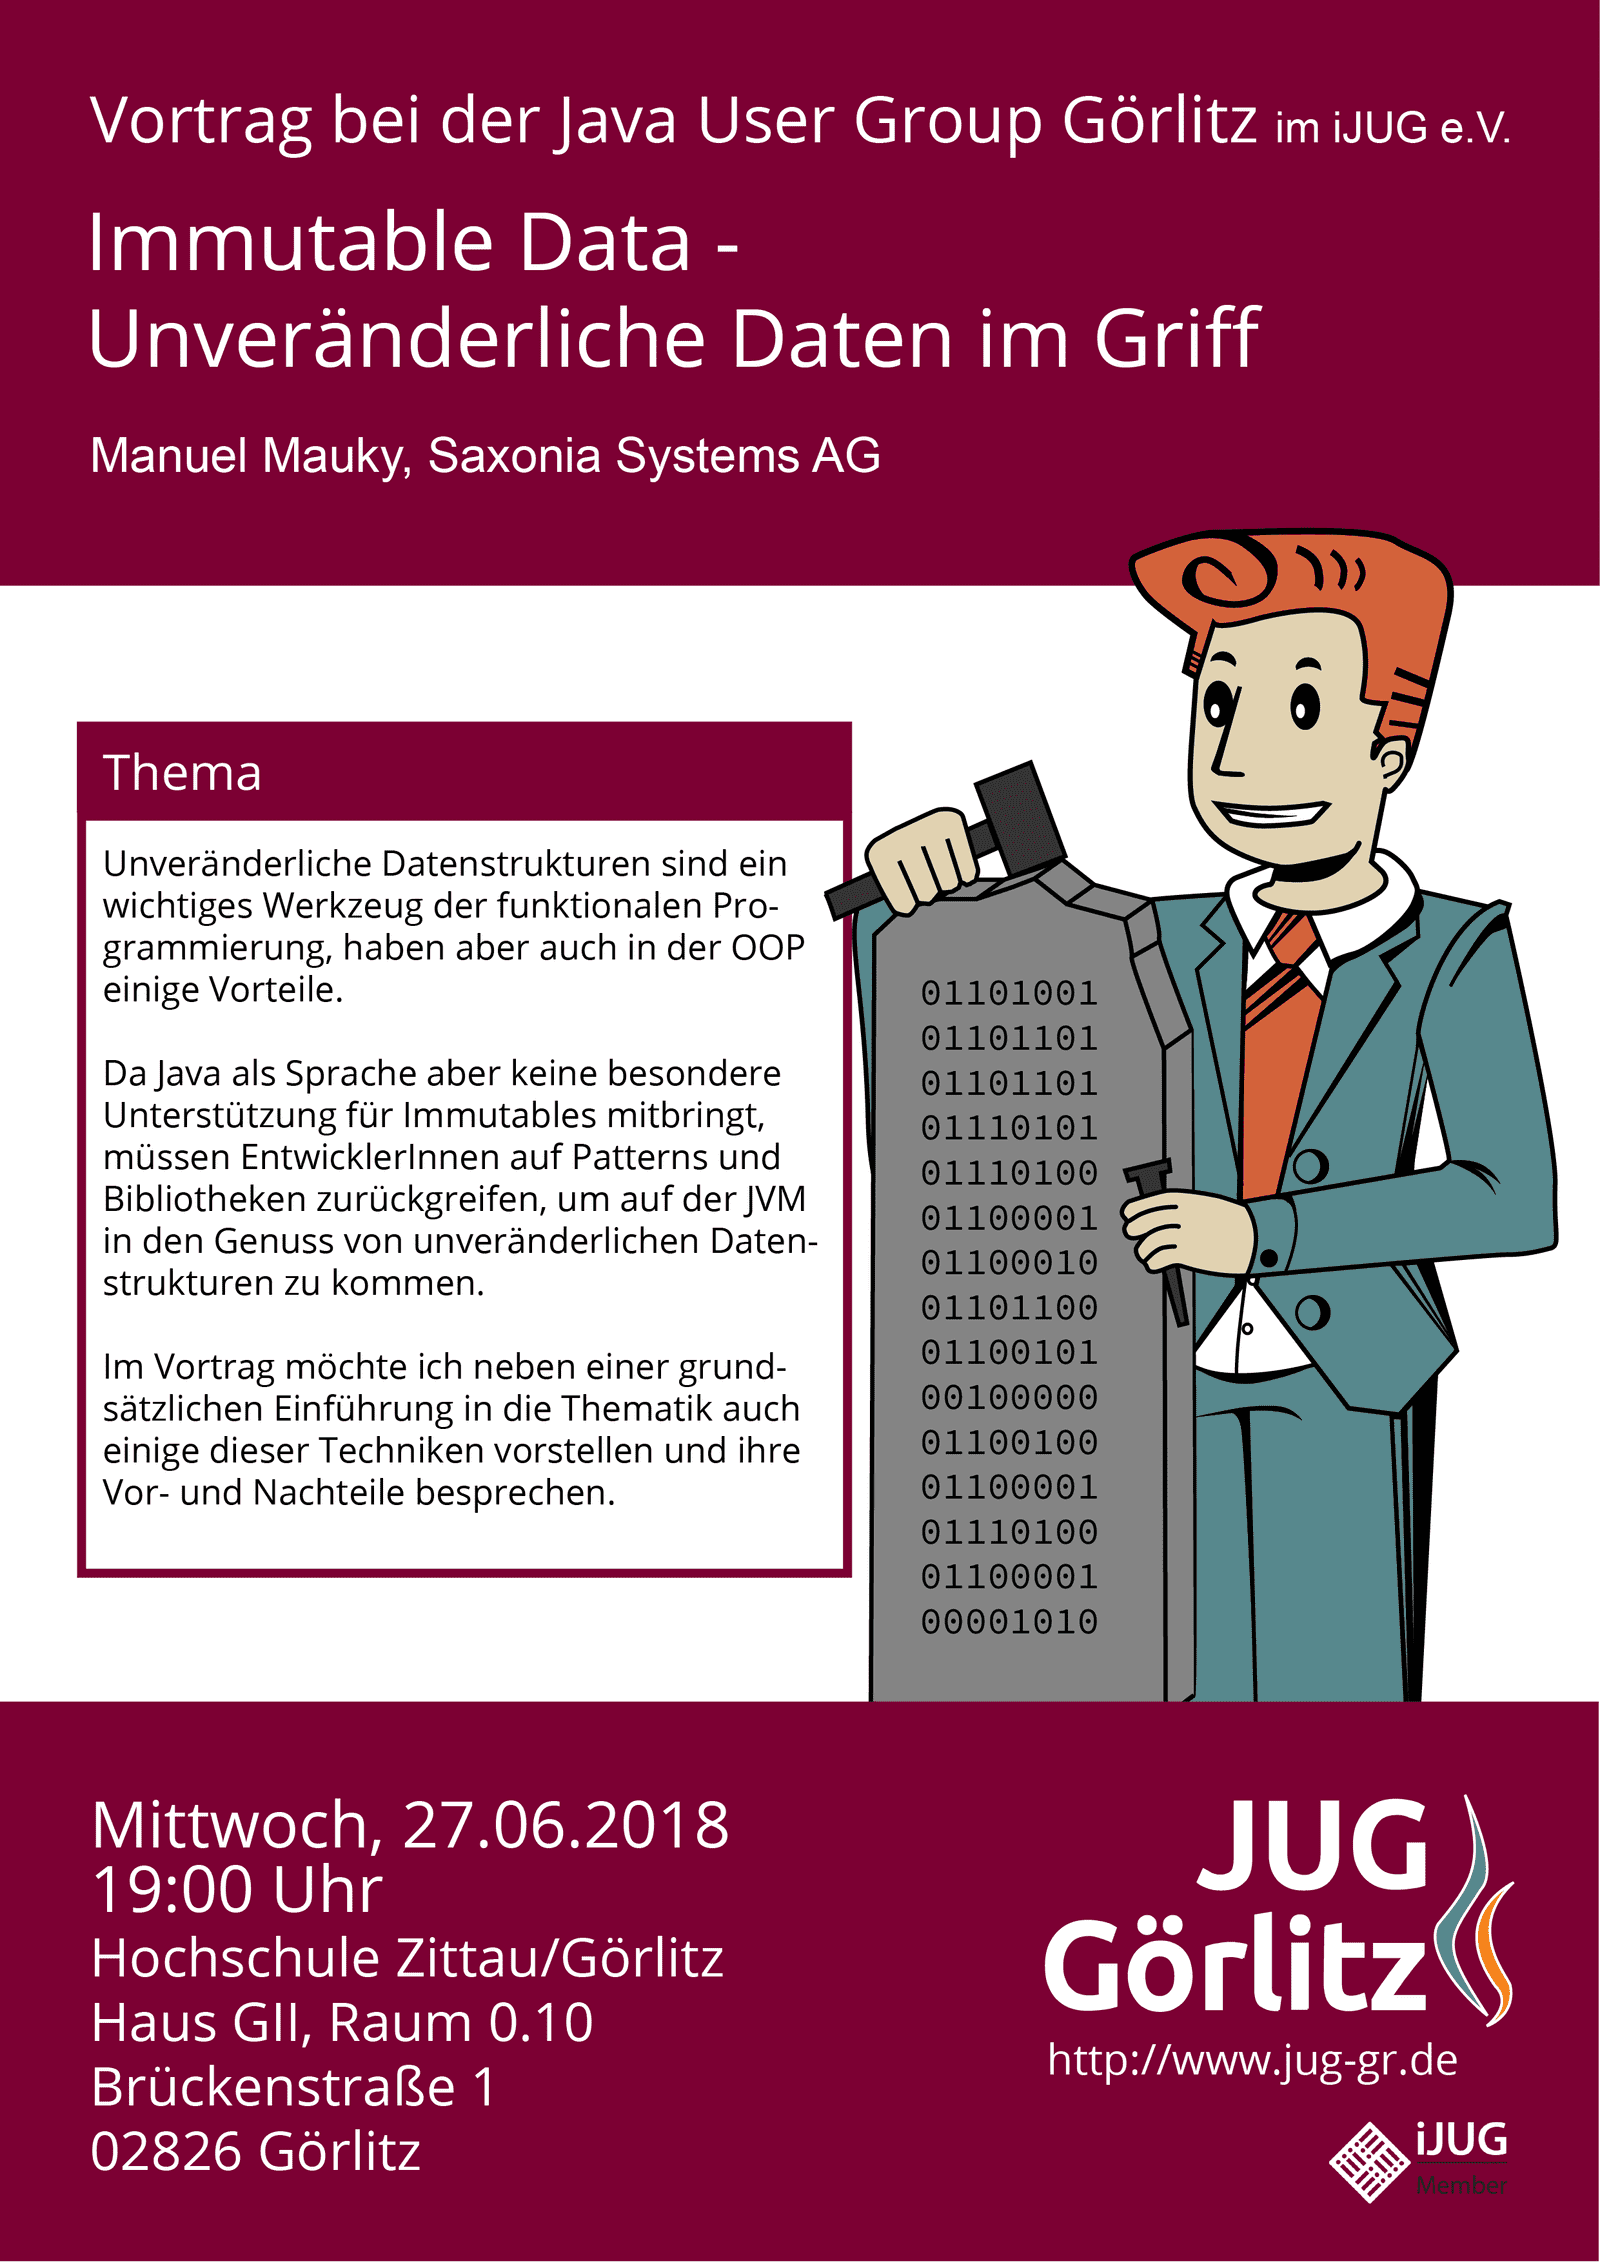 Vortrag bei der Java User Group Görlitz im iJUG e.V.
Immutable Data -
Unveränderliche Daten im Griff
Manuel Mauky, Saxonia Systems AG
Thema
Unveränderliche Datenstrukturen sind ein
wichtiges Werkzeug der funktionalen Pro-
grammierung, haben aber auch in der OOP
einige Vorteile.
Da Java als Sprache aber keine besondere
Unterstützung für Immutables mitbringt,
müssen EntwicklerInnen auf Patterns und
Bibliotheken zurückgreifen, um auf der JVM
in den Genuss von unveränderlichen Daten-
strukturen zu kommen.
Im Vortrag möchte ich neben einer grund-
sätzlichen Einführung in die Thematik auch
einige dieser Techniken vorstellen und ihre
Vor- und Nachteile besprechen.
01101001
01101101
01101101
01110101
01110100
01100001
01100010
01101100
01100101
00100000
01100100
01100001
01110100
01100001
00001010
Mittwoch, 27.06.2018
19:00 Uhr
Hochschule Zittau/Görlitz
Haus GII, Raum 0.10
Brückenstraße 1
02826 Görlitz
JUG
Görlitz
http://www.jug-gr.de
iJUG
Member